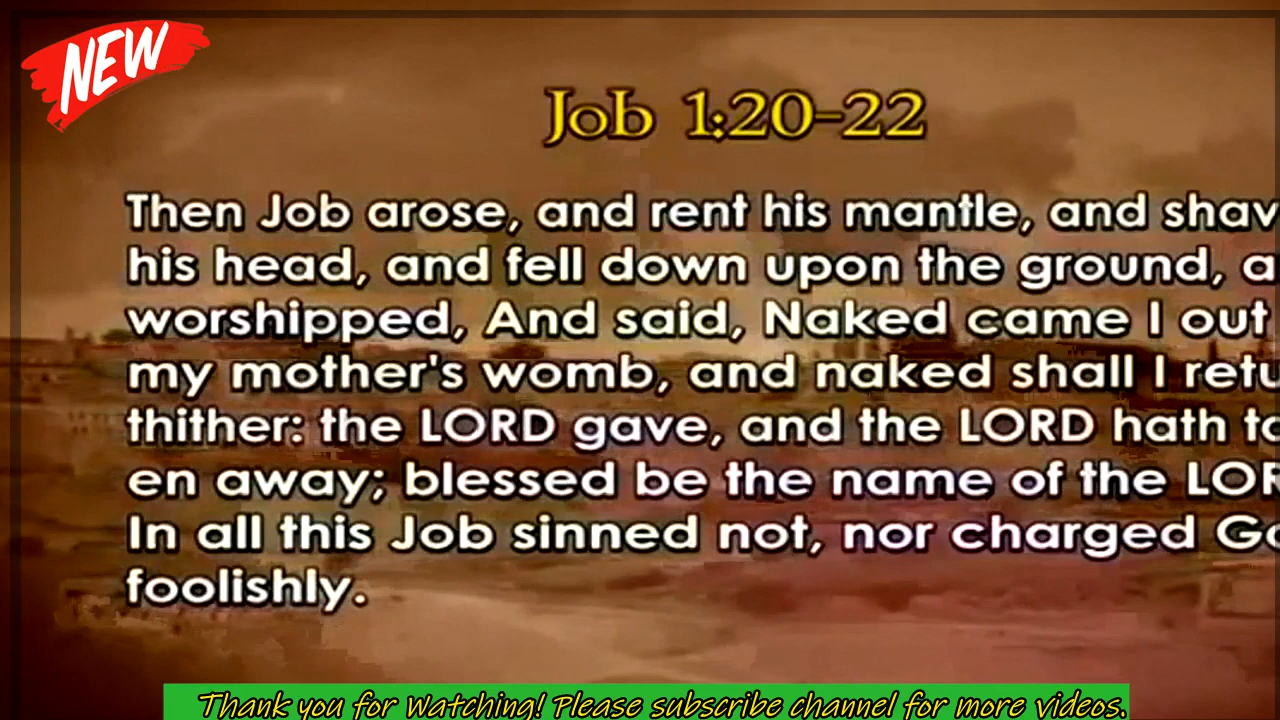 NEW
Job 1:20-22
Then Job arose, and rent his mantle, and shav
his head, and fell down upon the ground, a
worshipped, And said, Naked came I out
my mother's womb, and naked shall I retu
thither: the LORD gave, and the LORD hath ta
en away; blessed be the name of the LOR
In all this Job sinned not, nor charged Go
foolishly.
Thank you for Watching! Please subscribe channel for more videos.